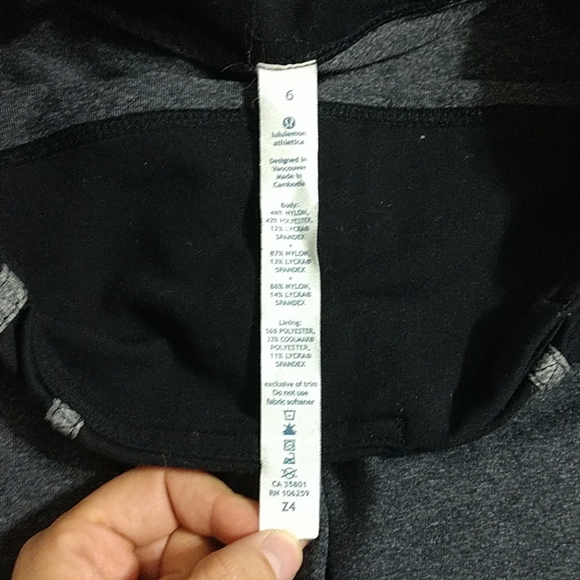 6
lululemon
athletica
Designed in
Vancouver
Made in
Cambodia
Body:
46% NYLON,
42% POLYESTER,
12% LYCRA®
SPANDEX
•
87% NYLON,
13% LYCRA®
SPANDEX
•
86% NYLON,
14% LYCRA®
SPANDEX
Lining:
56% POLYESTER,
33% COOLMAX®
POLYESTER,
11% LYCRA®
SPANDEX
exclusive of trim
Do not use
fabric softener
CA 35801
RN 106259
Z4